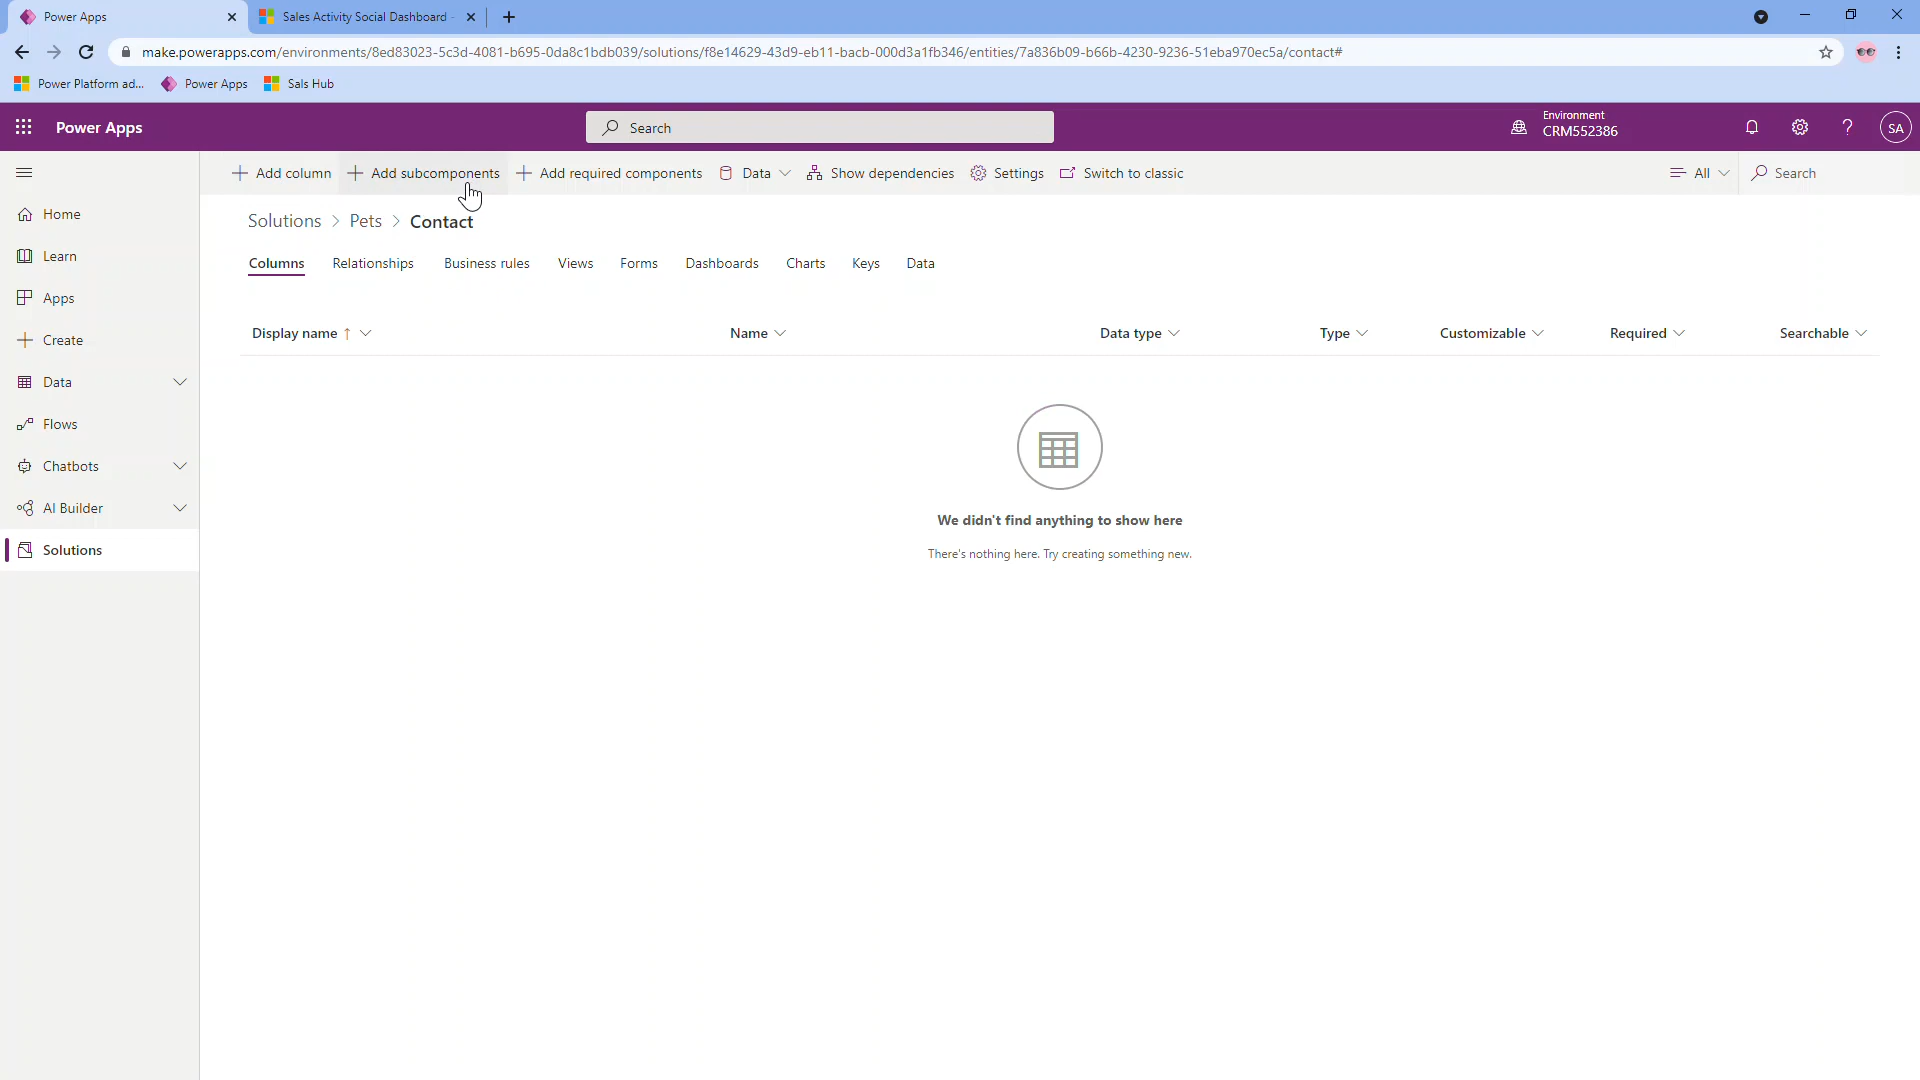 Power Apps
Sales Activity Social Dashboard -
make.powerapps.com/environments/8ed83023-5c3d-4081-b695-0da8c1bdb039/solutions/f8e14629-43d9-eb11-bacb-000d3a1fb346/entities/7a836b09-b66b-4230-9236-51eba970ec5a/contact#
Power Platform ad...
Power Apps
Sals Hub
Power Apps
Search
Environment
CRM552386
SA
Add column
Add subcomponents
Add required components
Data
Show dependencies
Settings
Switch to classic
All
Search
Home
Learn
Apps
Create
Data
Flows
Chatbots
AI Builder
Solutions
Solutions > Pets > Contact
Columns
Relationships
Business rules
Views
Forms
Dashboards
Charts
Keys
Data
Display name ↑
Name
Data type
Type
Customizable
Required
Searchable
We didn't find anything to show here
There's nothing here. Try creating something new.